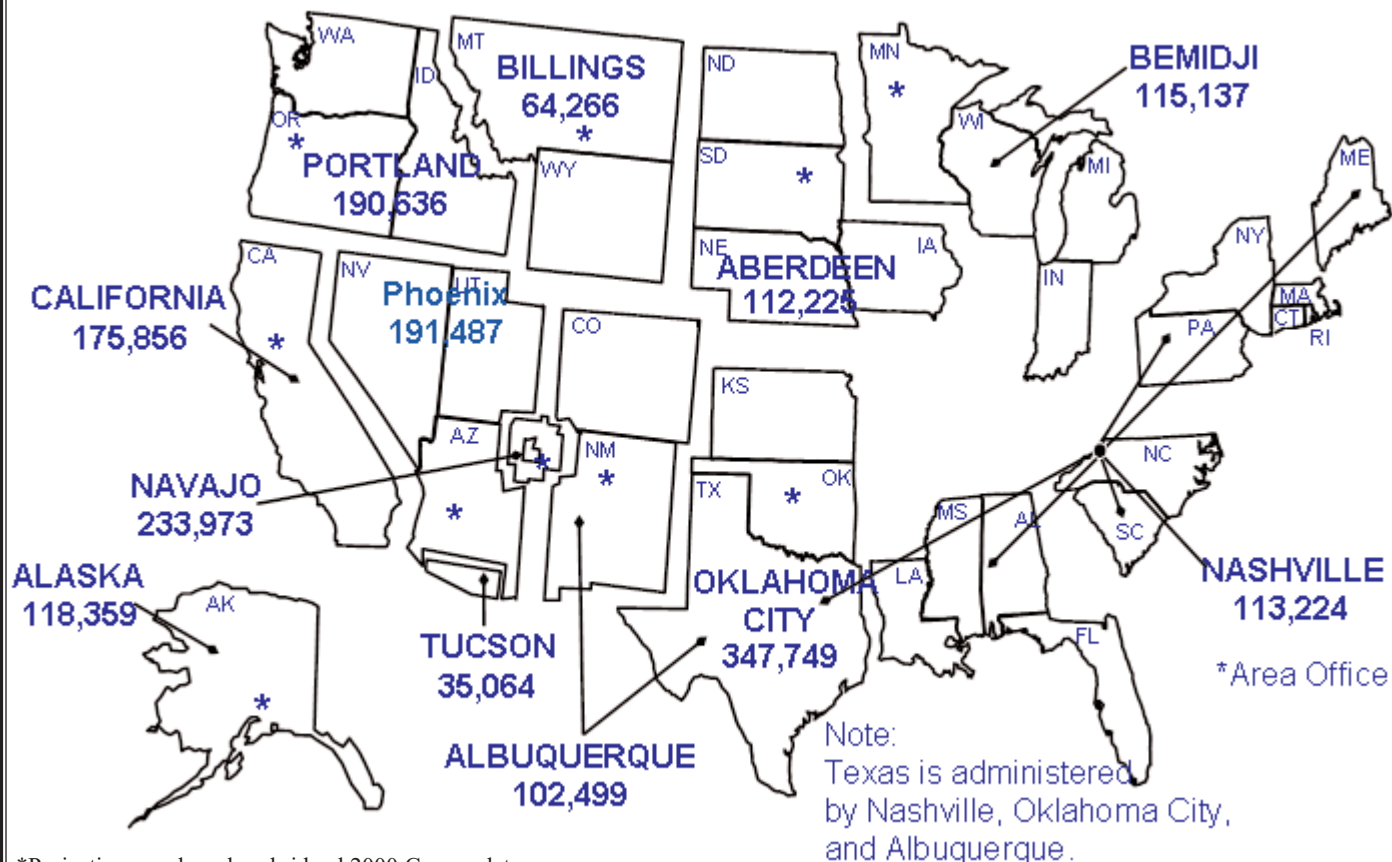 WA
MT
ID
BILLINGS
64,266
*
ND
MN
*
BEMIDJI
115,137
OR
*
PORTLAND
190,636
WY
SD
*
WI
MI
ME
CA
NV
UT
Phoenix
191,487
NE
IA
ABERDEEN
112,225
IN
NY
MA
CT
RI
PA
CALIFORNIA
175,856
*
CO
KS
AZ
*
NM
*
*
TX
OK
*
NC
SC
NAVAJO
233,973
MS
AL
LA
FL
ALASKA
118,359
AK
*
TUCSON
35,064
OKLAHOMA
CITY
347,749
NASHVILLE
113,224
*Area Office
ALBUQUERQUE
102,499
Note:
Texas is administered
by Nashville, Oklahoma City,
and Albuquerque.